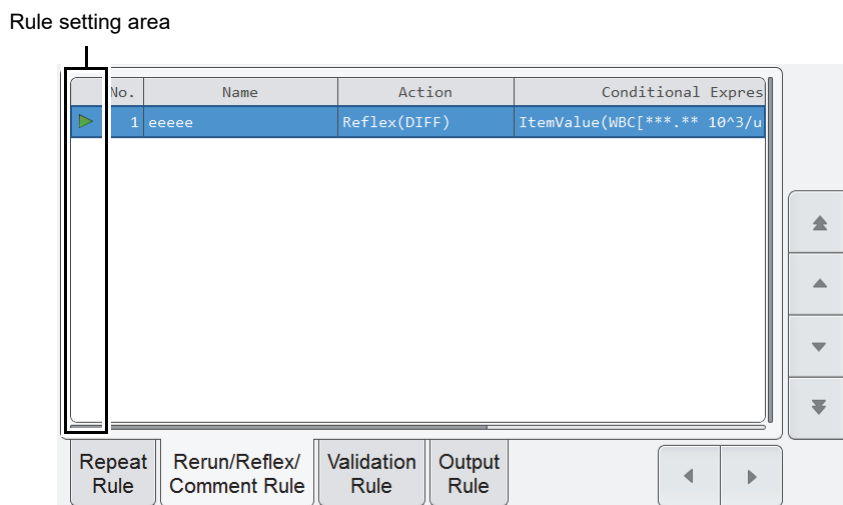 Rule setting area
No. Name Action Conditional Expres
1 eeeee Reflex(DIFF) ItemValue(WBC[***.** 10^3/u
Repeat Rule
Rerun/Reflex/ Comment Rule
Validation Rule
Output Rule